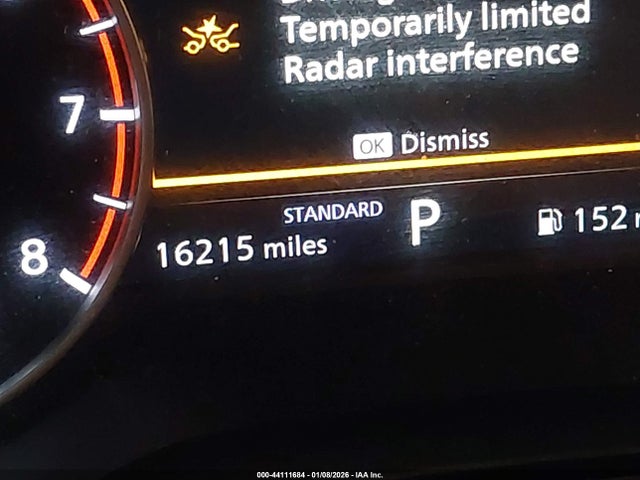 Temporarily limited
Radar interference
OK Dismiss
7
8
STANDARD P
16215 miles
152
000-44111684 - 01/08/2026 - IAA Inc.